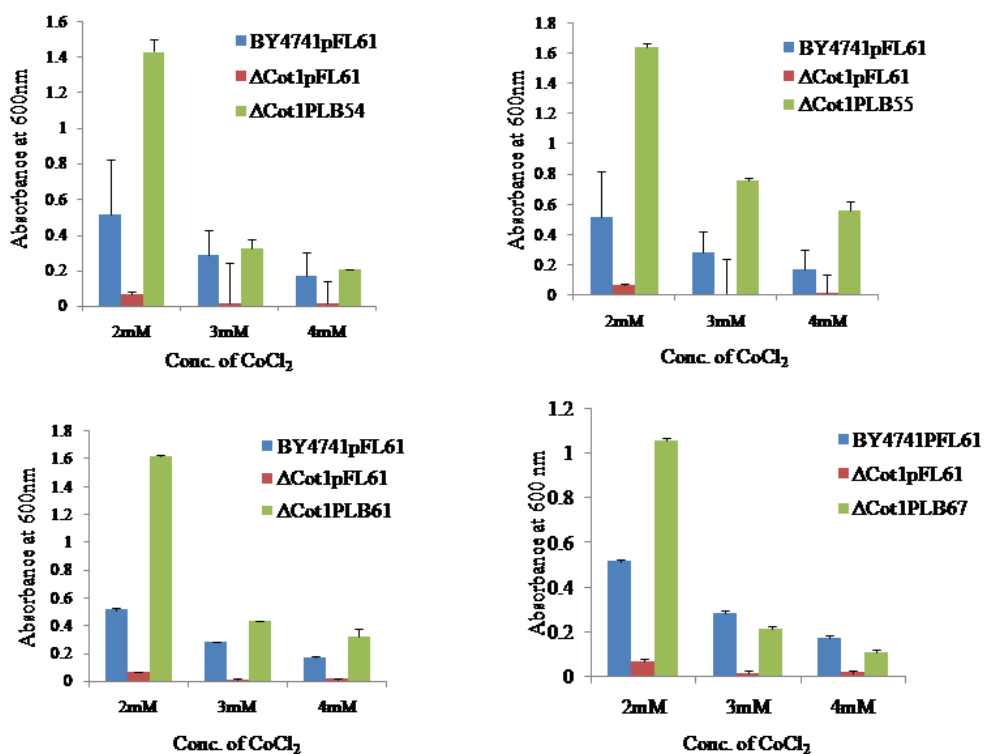 1.6
1.4
1.2
1
0.8
0.6
0.4
0.2
0
Absorbance at 600nm
BY4741pFL61
ΔCot1pFL61
ΔCot1PLB54
2mM
3mM
4mM
Conc. of CoCl₂
1.8
1.6
1.4
1.2
1
0.8
0.6
0.4
0.2
0
Absorbance at 600nm
BY4741pFL61
ΔCot1pFL61
ΔCot1PLB55
2mM
3mM
4mM
Conc. of CoCl₂
1.8
1.6
1.4
1.2
1
0.8
0.6
0.4
0.2
0
Absorbance at 600nm
BY4741pFL61
ΔCot1pFL61
ΔCot1PLB61
2mM
3mM
4mM
Conc. of CoCl₂
1.2
1
0.8
0.6
0.4
0.2
0
Absorbance at 600 nm
BY4741PFL61
ΔCot1pFL61
ΔCot1PLB67
2mM
3mM
4mM
Conc. of CoCl₂